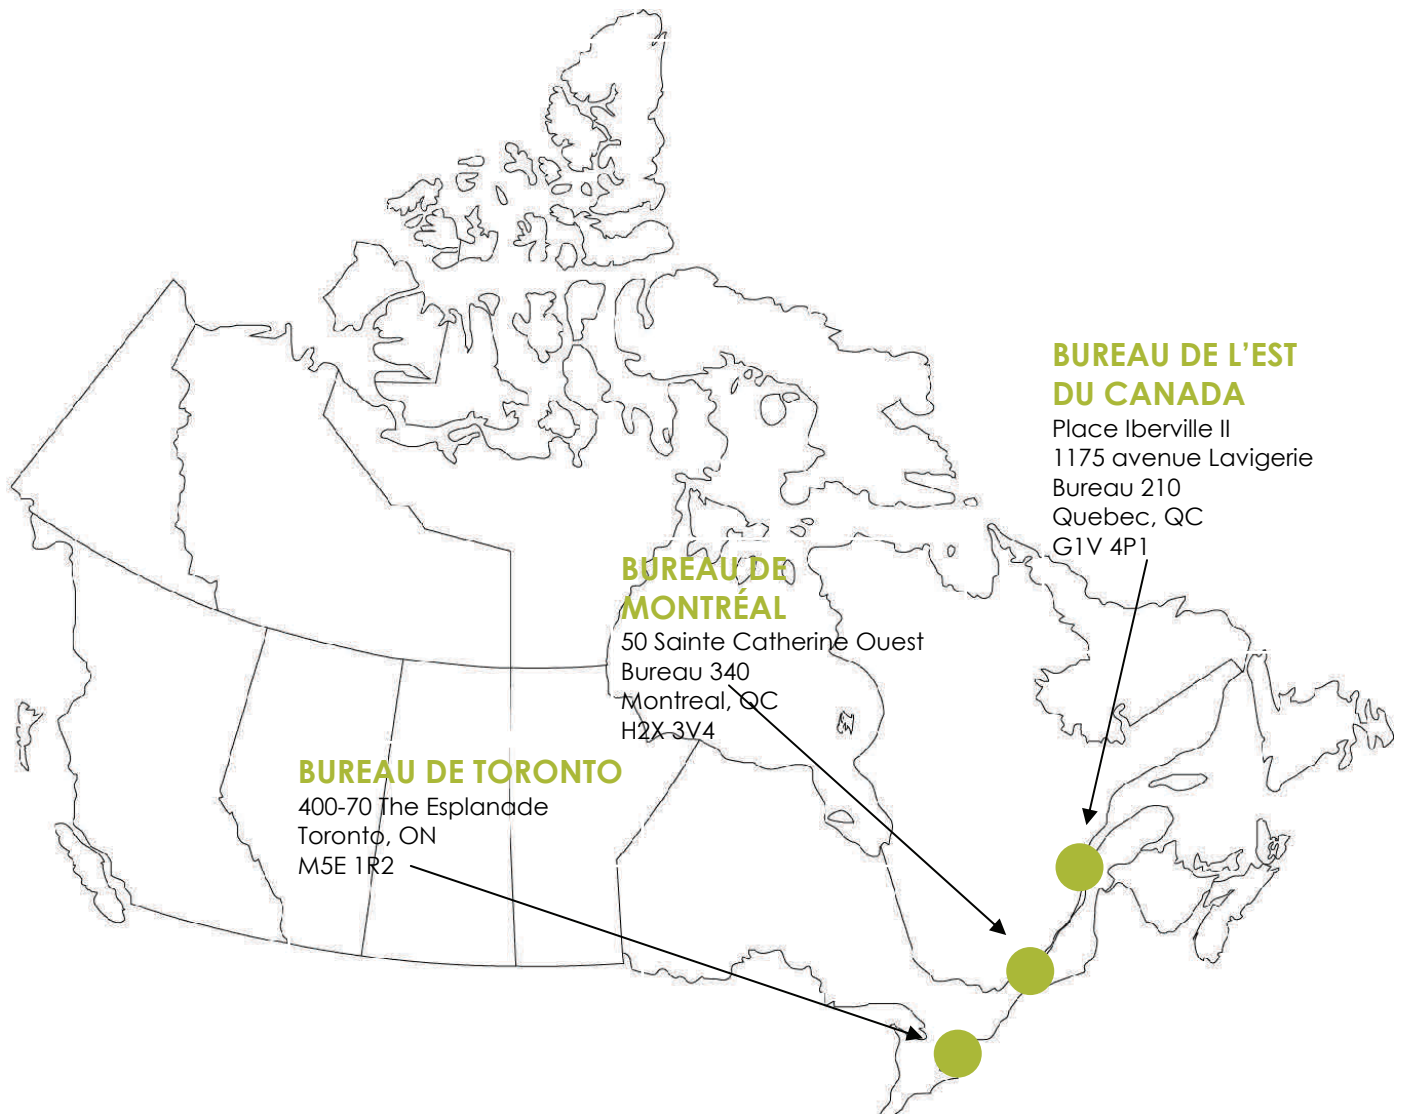 BUREAU DE L’EST
DU CANADA
Place Iberville II
1175 avenue Lavigerie
Bureau 210
Quebec, QC
G1V 4P1
BUREAU DE
MONTRÉAL
50 Sainte Catherine Ouest
Bureau 340
Montreal, QC
H2X 3V4
BUREAU DE TORONTO
400-70 The Esplanade
Toronto, ON
M5E 1R2